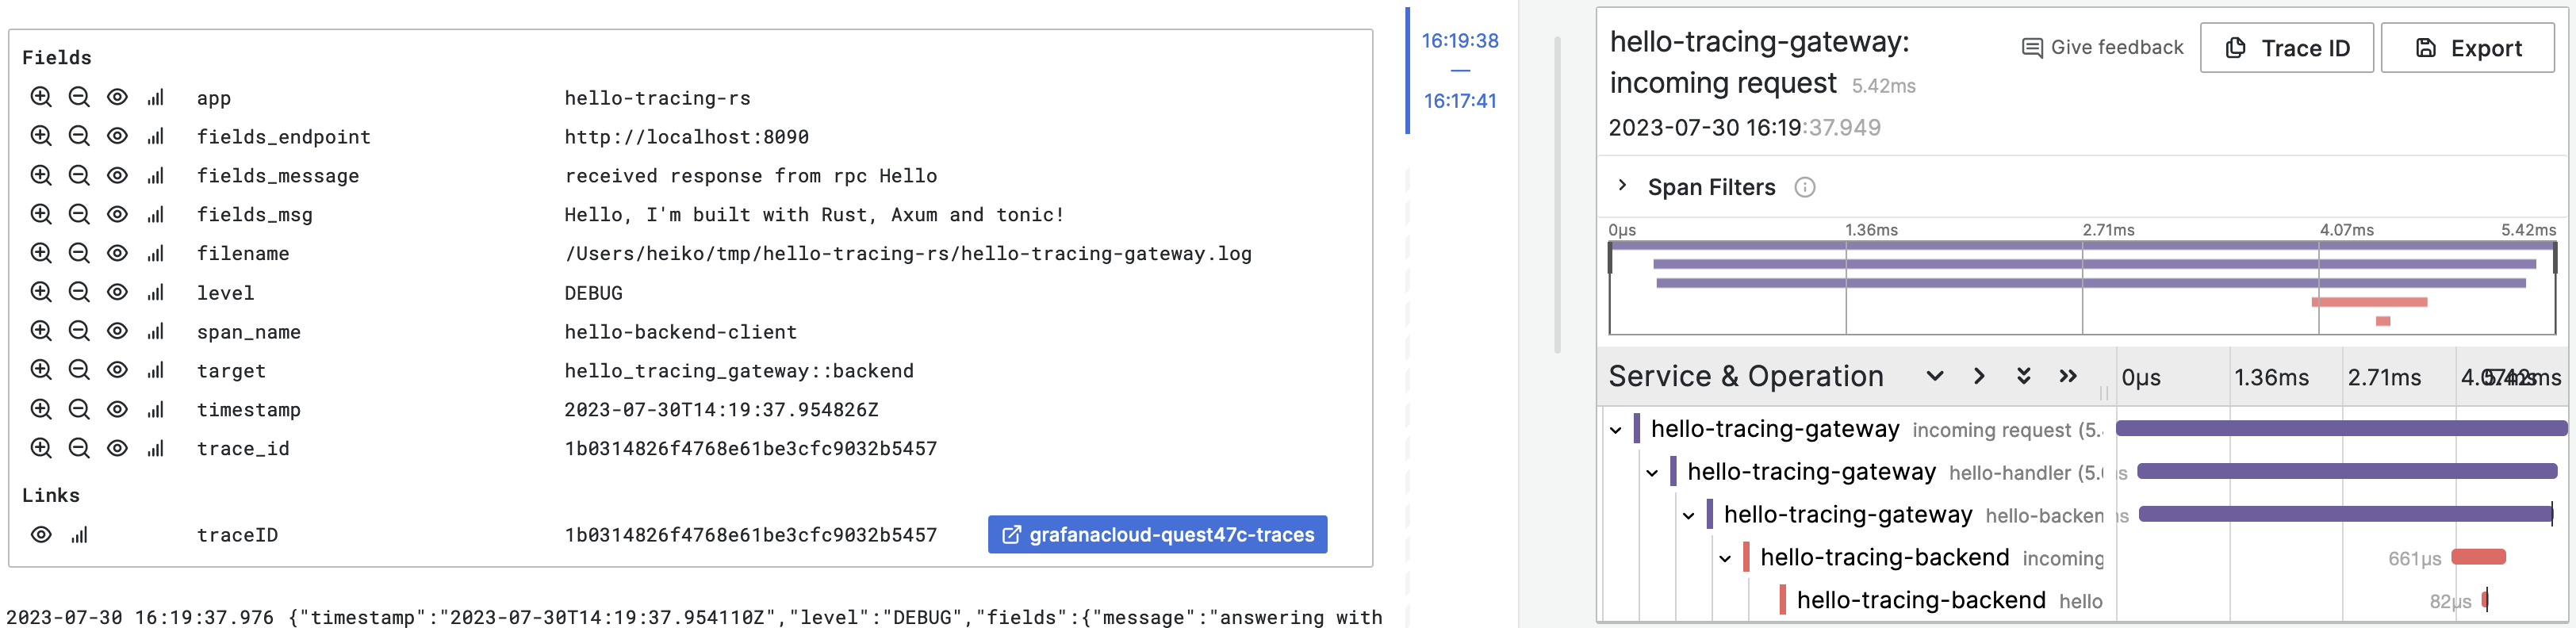 Fields
app hello-tracing-rs
fields_endpoint http://localhost:8090
fields_message received response from rpc Hello
fields_msg Hello, I'm built with Rust, Axum and tonic!
filename /Users/heiko/tmp/hello-tracing-rs/hello-tracing-gateway.log
level DEBUG
span_name hello-backend-client
target hello_tracing_gateway::backend
timestamp 2023-07-30T14:19:37.954826Z
trace_id 1b0314826f4768e61be3cfc9032b5457
Links
traceID 1b0314826f4768e61be3cfc9032b5457 grafanacloud-quest47c-traces
2023-07-30 16:19:37.976 {"timestamp":"2023-07-30T14:19:37.954110Z","level":"DEBUG","fields":{"message":"answering with
16:19:38
—
16:17:41
hello-tracing-gateway:
incoming request 5.42ms
Give feedback
Trace ID
Export
2023-07-30 16:19:37.949
Span Filters
0μs 1.36ms 2.71ms 4.07ms 5.42ms
Service & Operation 0μs 1.36ms 2.71ms 4.07ms 5.42ms
hello-tracing-gateway incoming request (5.
hello-tracing-gateway hello-handler (5. s
hello-tracing-gateway hello-backen s
hello-tracing-backend incoming 661μs
hello-tracing-backend hello 82μs